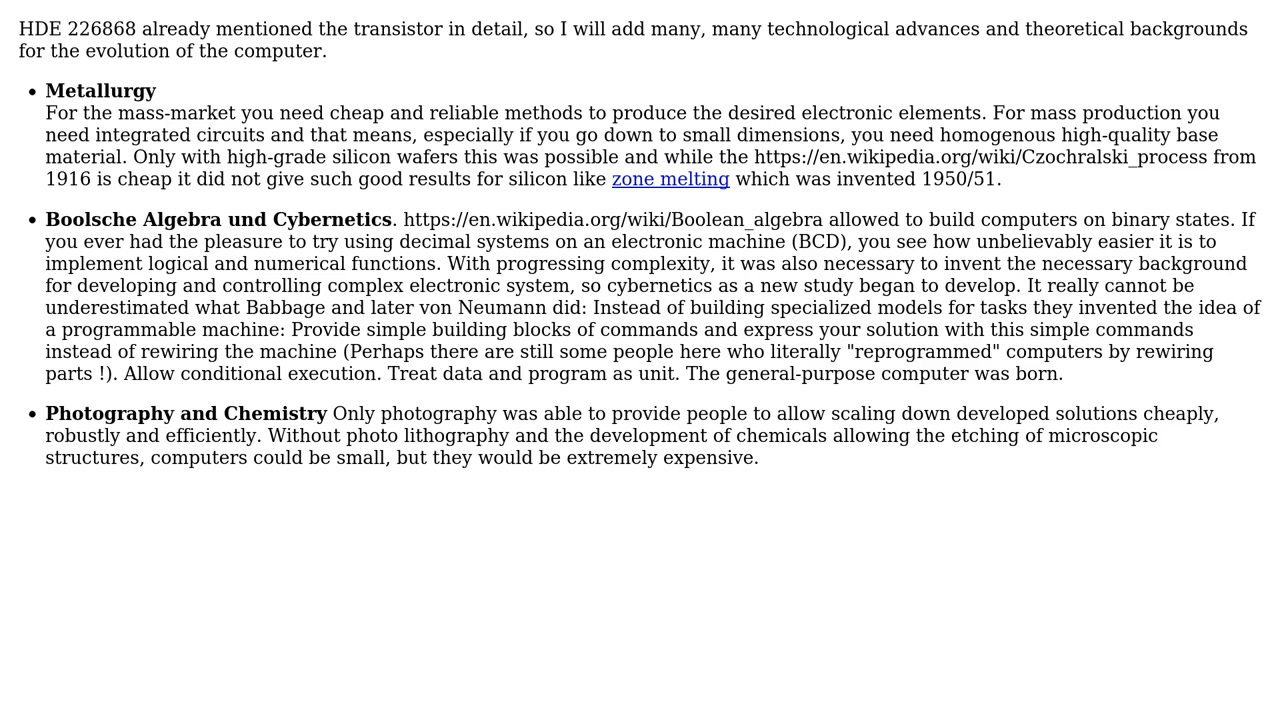 HDE 226868 already mentioned the transistor in detail, so I will add many, many technological advances and theoretical backgrounds
for the evolution of the computer.
• Metallurgy
For the mass-market you need cheap and reliable methods to produce the desired electronic elements. For mass production you
need integrated circuits and that means, especially if you go down to small dimensions, you need homogenous high-quality base
material. Only with high-grade silicon wafers this was possible and while the https://en.wikipedia.org/wiki/Czochralski_process from
1916 is cheap it did not give such good results for silicon like zone melting which was invented 1950/51.
• Boolsche Algebra und Cybernetics. https://en.wikipedia.org/wiki/Boolean_algebra allowed to build computers on binary states. If
you ever had the pleasure to try using decimal systems on an electronic machine (BCD), you see how unbelievably easier it is to
implement logical and numerical functions. With progressing complexity, it was also necessary to invent the necessary background
for developing and controlling complex electronic system, so cybernetics as a new study began to develop. It really cannot be
underestimated what Babbage and later von Neumann did: Instead of building specialized models for tasks they invented the idea of
a programmable machine: Provide simple building blocks of commands and express your solution with this simple commands
instead of rewiring the machine (Perhaps there are still some people here who literally "reprogrammed" computers by rewiring
parts !). Allow conditional execution. Treat data and program as unit. The general-purpose computer was born.
• Photography and Chemistry Only photography was able to provide people to allow scaling down developed solutions cheaply,
robustly and efficiently. Without photo lithography and the development of chemicals allowing the etching of microscopic
structures, computers could be small, but they would be extremely expensive.